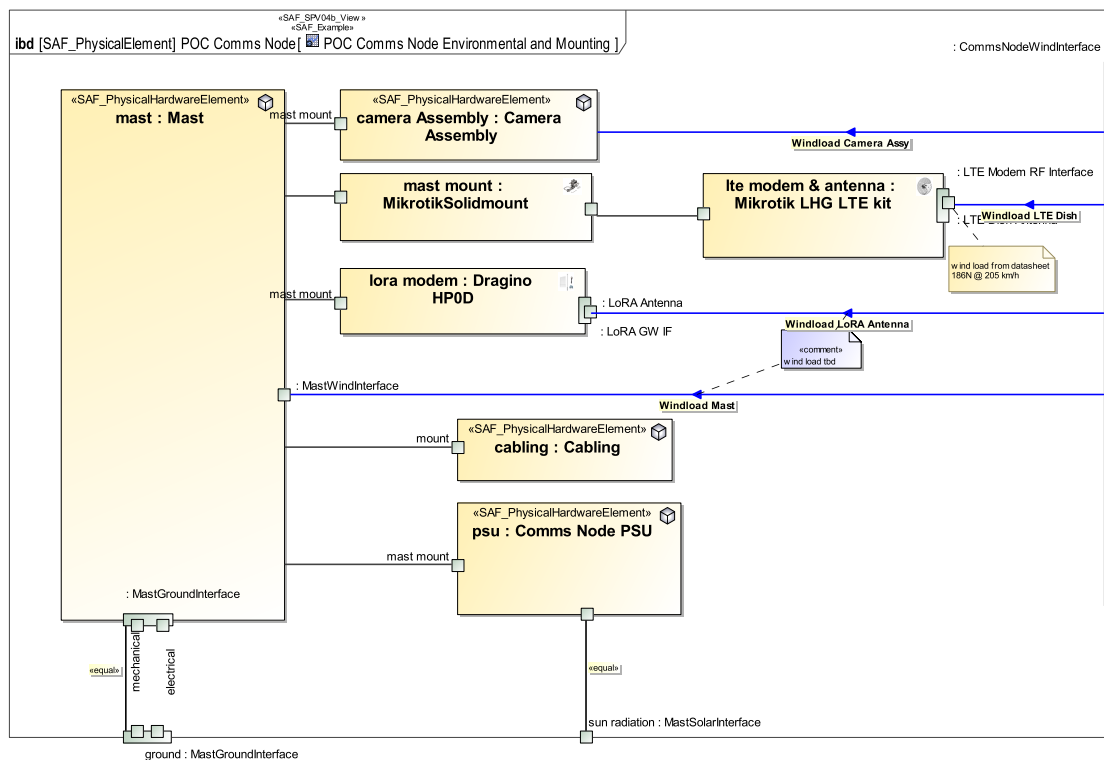 «SAF_SPV04b_View »
«SAF_Example»
ibd [SAF_PhysicalElement] POC Comms Node[ POC Comms Node Environmental and Mounting ]
: CommsNodeWindInterface
«SAF_PhysicalHardwareElement»
mast : Mast
mast mount
«SAF_PhysicalHardwareElement»
camera Assembly : Camera
Assembly
Windload Camera Assy
mast mount :
MikrotikSolidmount
lte modem & antenna :
Mikrotik LHG LTE kit
: LTE Modem RF Interface
Windload LTE Dish
: LTE
wind load from datasheet
186N @ 205 km/h
mast mount
lora modem : Dragino
HP0D
: LoRA Antenna
Windload LoRA Antenna
: LoRA GW IF
«comment»
wind load tbd
: MastWindInterface
Windload Mast
mount
«SAF_PhysicalHardwareElement»
cabling : Cabling
mast mount
«SAF_PhysicalHardwareElement»
psu : Comms Node PSU
: MastGroundInterface
mechanical
electrical
«equal»
«equal»
sun radiation : MastSolarInterface
ground : MastGroundInterface